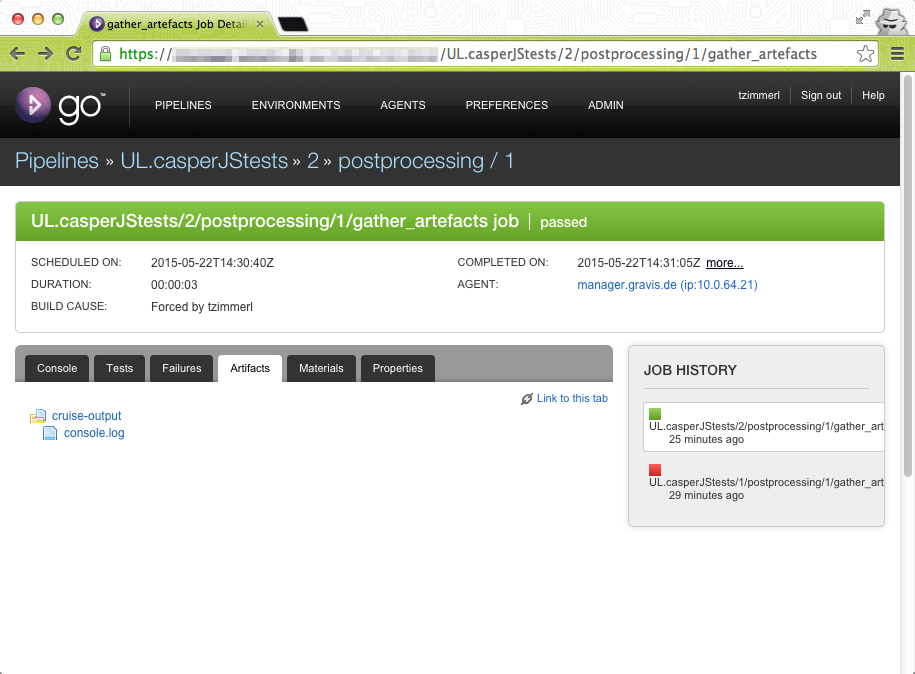 gather_artefacts Job Detail
https:// /UL.casperJStests/2/postprocessing/1/gather_artefacts
go™
PIPELINES ENVIRONMENTS AGENTS PREFERENCES ADMIN
tzimmerl Sign out Help
Pipelines » UL.casperJStests » 2 » postprocessing / 1
UL.casperJStests/2/postprocessing/1/gather_artefacts job | passed
SCHEDULED ON: 2015-05-22T14:30:40Z COMPLETED ON: 2015-05-22T14:31:05Z more...
DURATION: 00:00:03 AGENT: manager.gravis.de (ip:10.0.64.21)
BUILD CAUSE: Forced by tzimmerl
Console Tests Failures Artifacts Materials Properties
Link to this tab
cruise-output
console.log
JOB HISTORY
UL.casperJStests/2/postprocessing/1/gather_art
25 minutes ago
UL.casperJStests/1/postprocessing/1/gather_art
29 minutes ago